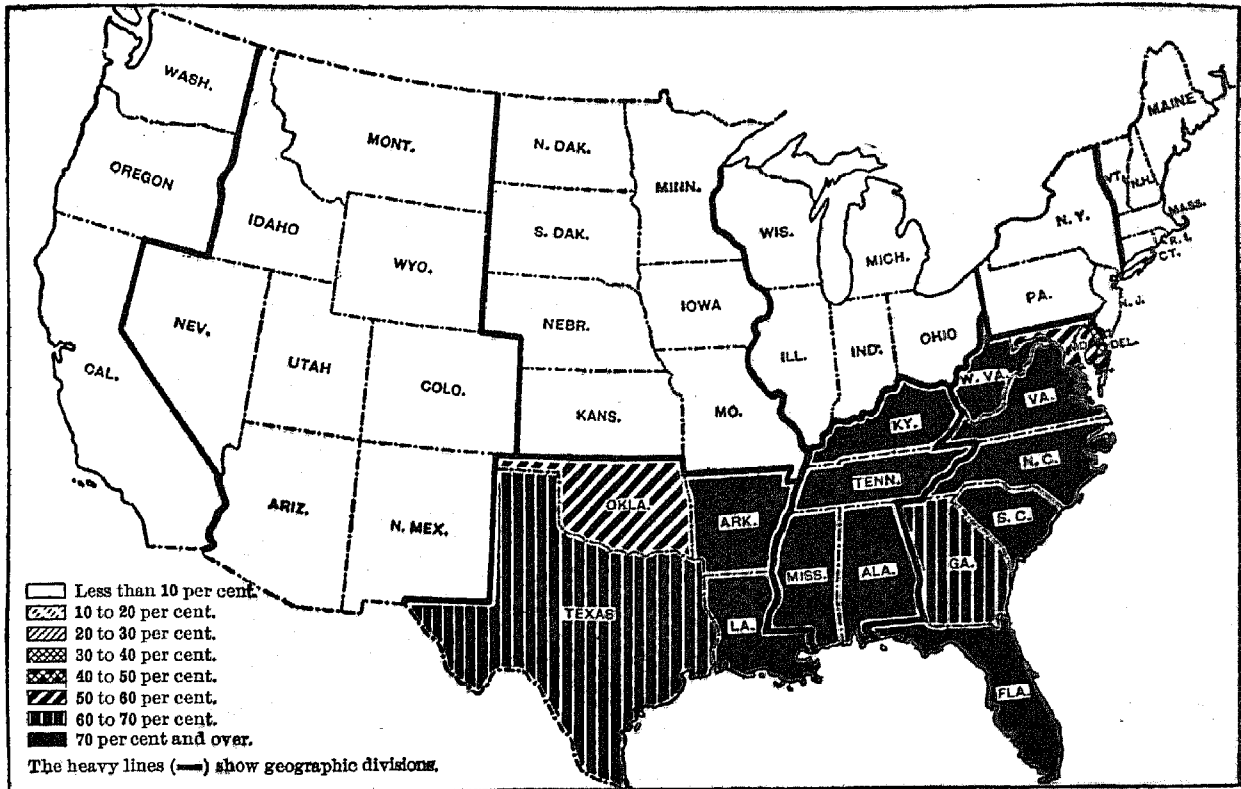 WASH.
MONT.
N. DAK.
MINN.
OREGON
IDAHO
WYO.
S. DAK.
WIS.
MICH.
N. Y.
VT.
N.H.
MAINE
MASS.
R. I.
CT.
NEV.
UTAH
COLO.
NEBR.
IOWA
ILL.
IND.
OHIO
PA.
N. J.
DEL.
CAL.
KANS.
MO.
KY.
W. VA.
VA.
ARIZ.
N. MEX.
OKLA.
ARK.
TENN.
N. C.
S. C.
TEXAS
LA.
MISS.
ALA.
GA.
FLA.
Less than 10 per cent.
10 to 20 per cent.
20 to 30 per cent.
30 to 40 per cent.
40 to 50 per cent.
50 to 60 per cent.
60 to 70 per cent.
70 per cent and over.
The heavy lines (—) show geographic divisions.